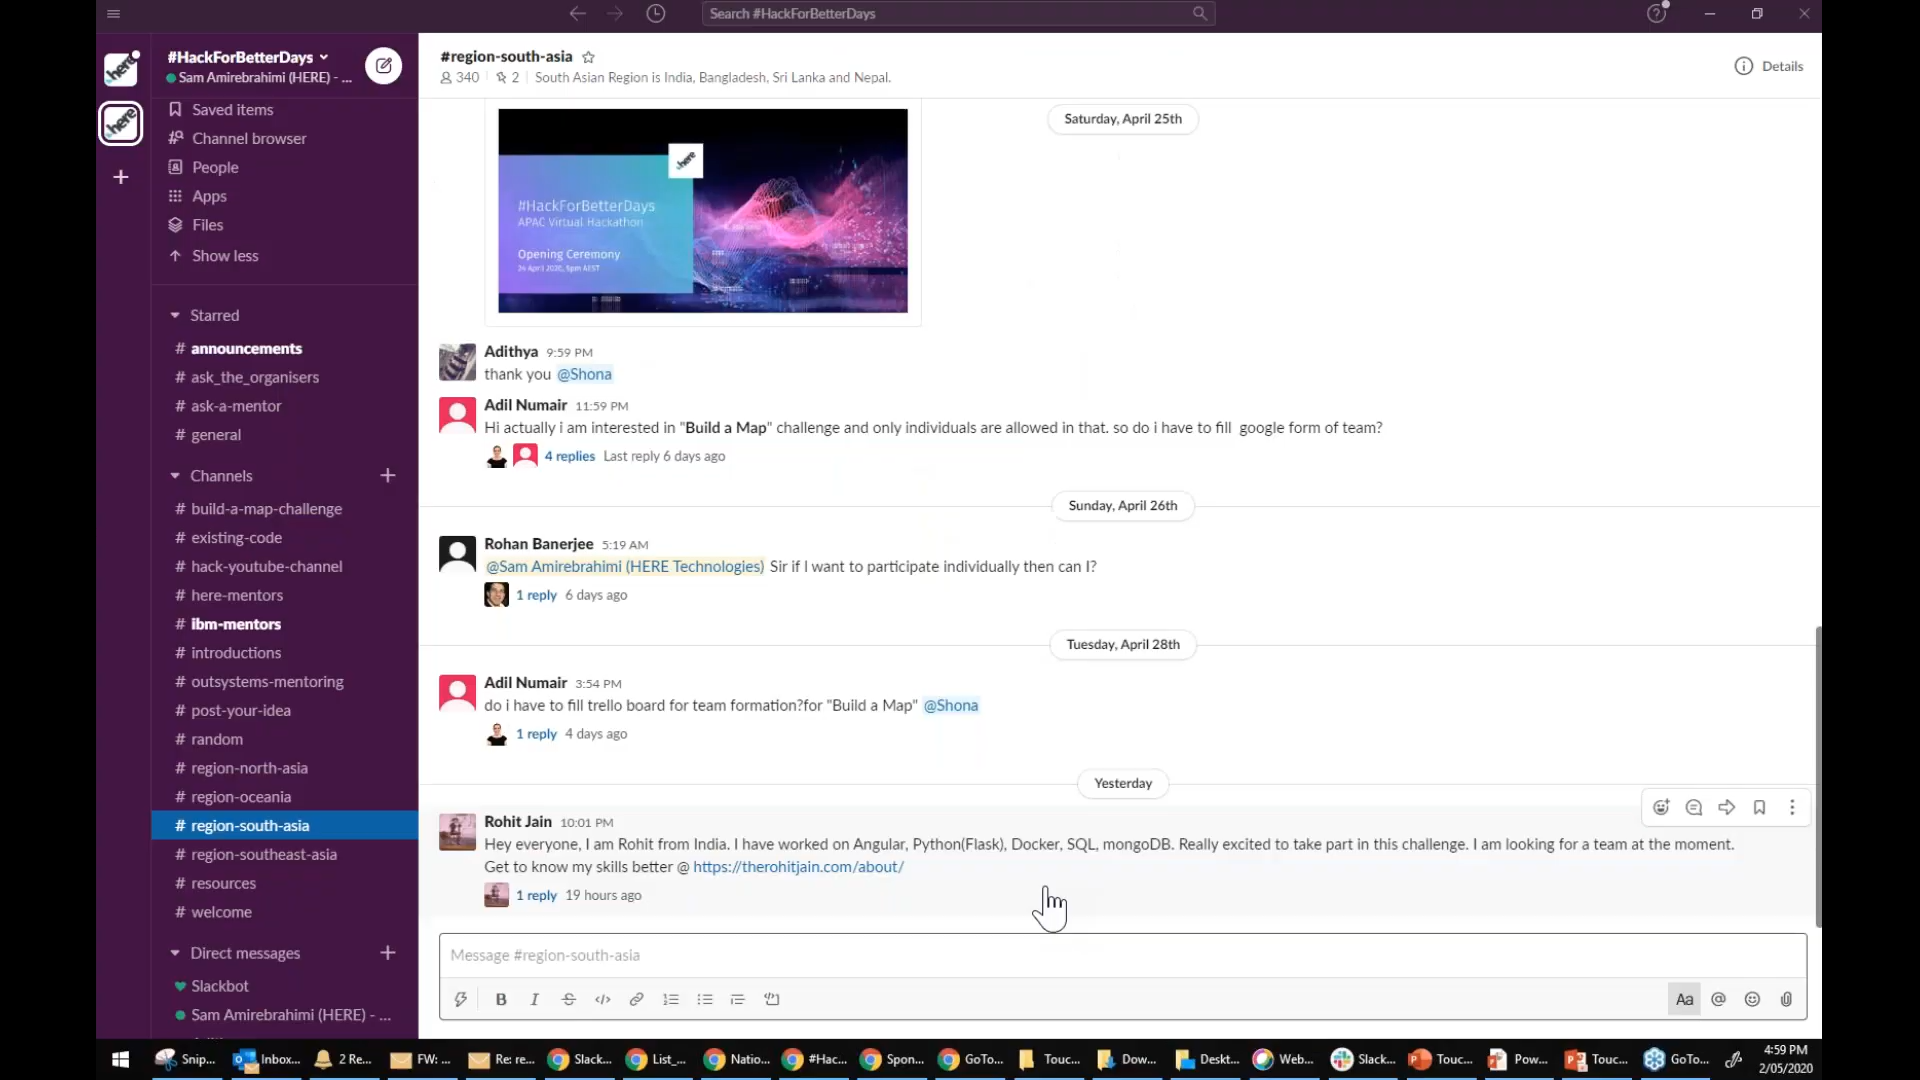 Search #HackForBetterDays
#HackForBetterDays
Sam Amirebrahimi (HERE) - ...
Saved items
Channel browser
People
Apps
Files
Show less
Starred
# announcements
# ask_the_organisers
# ask-a-mentor
# general
Channels
# build-a-map-challenge
# existing-code
# hack-youtube-channel
# here-mentors
# ibm-mentors
# introductions
# outsystems-mentoring
# post-your-idea
# random
# region-north-asia
# region-oceania
# region-south-asia
# region-southeast-asia
# resources
# welcome
Direct messages
Slackbot
Sam Amirebrahimi (HERE) - ...
#region-south-asia
340 | 2 | South Asian Region is India, Bangladesh, Sri Lanka and Nepal.
Details
Saturday, April 25th
here
#HackForBetterDays
APAC Virtual Hackathon
Opening Ceremony
24 April 2020, 5pm AEST
Adithya 9:59 PM
thank you @Shona
Adil Numair 11:59 PM
Hi actually i am interested in "Build a Map" challenge and only individuals are allowed in that. so do i have to fill google form of team?
4 replies Last reply 6 days ago
Sunday, April 26th
Rohan Banerjee 5:19 AM
@Sam Amirebrahimi (HERE Technologies) Sir if I want to participate individually then can I?
1 reply 6 days ago
Tuesday, April 28th
Adil Numair 3:54 PM
do i have to fill trello board for team formation?for "Build a Map" @Shona
1 reply 4 days ago
Yesterday
Rohit Jain 10:01 PM
Hey everyone, I am Rohit from India. I have worked on Angular, Python(Flask), Docker, SQL, mongoDB. Really excited to take part in this challenge. I am looking for a team at the moment.
Get to know my skills better @ https://therohitjain.com/about/
1 reply 19 hours ago
Message #region-south-asia
B I S </> Aa @
Snip... Inbox... 2 Re... FW: ... Re: re... Slack... List_... Natio... #Hac... Spon... GoTo... Touc... Dow... Deskt... Web... Slack... Touc... Pow... Touc... GoTo...
4:59 PM
2/05/2020